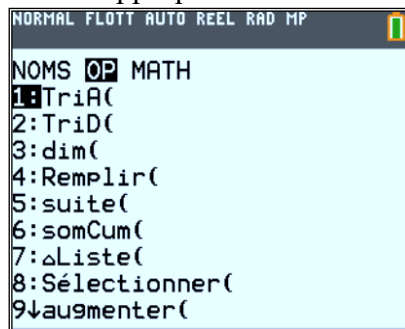 NORMAL FLOTT AUTO REEL RAD MP
NOMS OP MATH
1:TriA(
2:TriD(
3:dim(
4:Remplir(
5:suite(
6:somCum(
7:△Liste(
8:Sélectionner(
9↓augmenter(